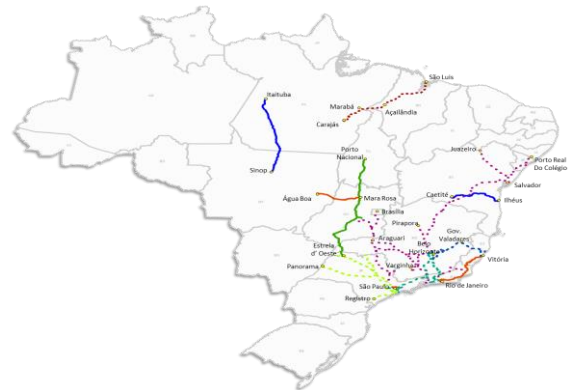 São Luis
Itaituba
Marabá
Açailândia
Carajás
Porto
Nacional
Juazeiro
Porto Real
Do Colégio
Sinop
Salvador
Água Boa
Mara Rosa
Caetité
Ilhéus
Brasília
Pirapora
Gov.
Valadares
Araguari
Belo
Horizonte
Estrela
d' Oeste
Vitória
Panorama
Varginha
São Paulo
Rio de Janeiro
Registro